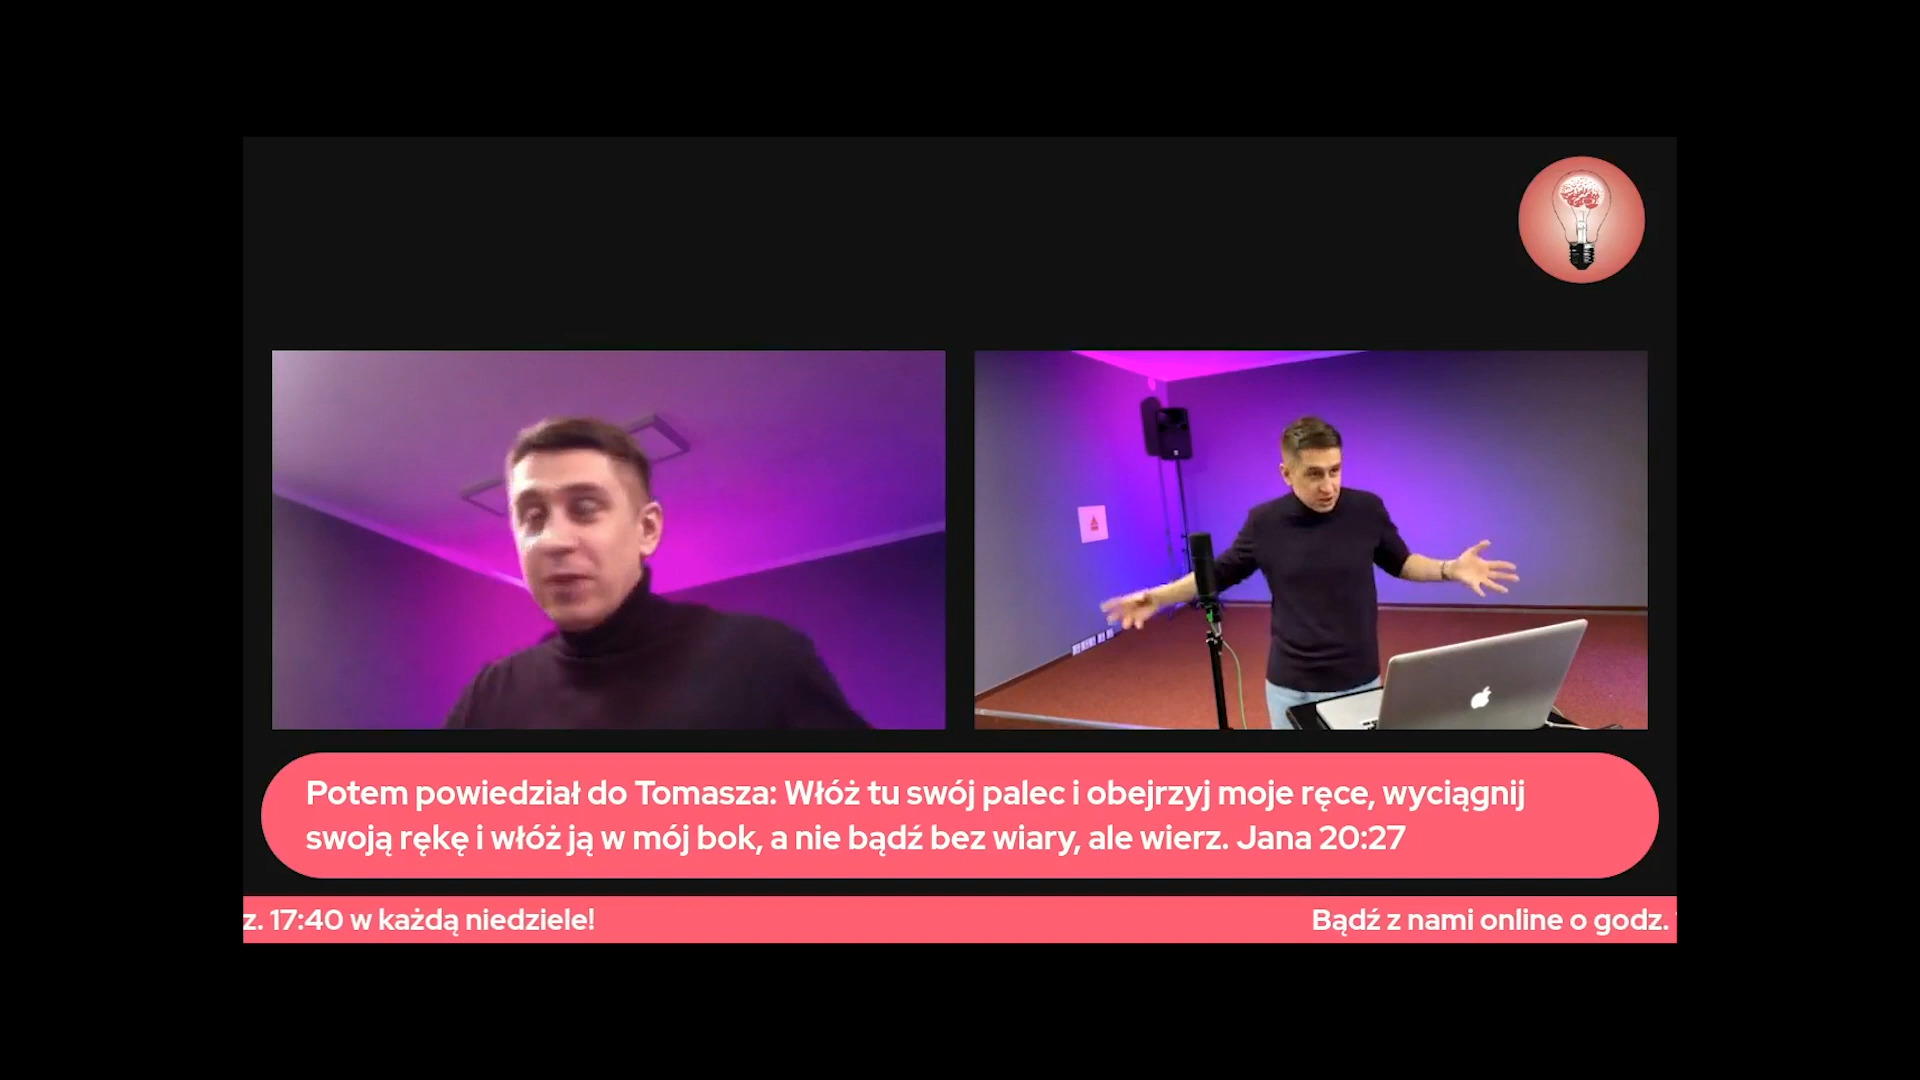 Potem powiedział do Tomasza: Włóż tu swój palec i obejrzyj moje ręce, wyciągnij
swoją rękę i włóż ją w mój bok, a nie bądź bez wiary, ale wierz. Jana 20:27
z. 17:40 w każdą niedziele! Bądź z nami online o godz.